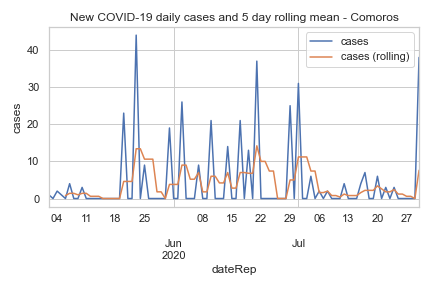 New COVID-19 daily cases and 5 day rolling mean - Comoros
cases
cases (rolling)
40
30
20
10
0
cases
04 11 18 25 08 15 22 29 06 13 20 27
Jun Jul
2020
dateRep